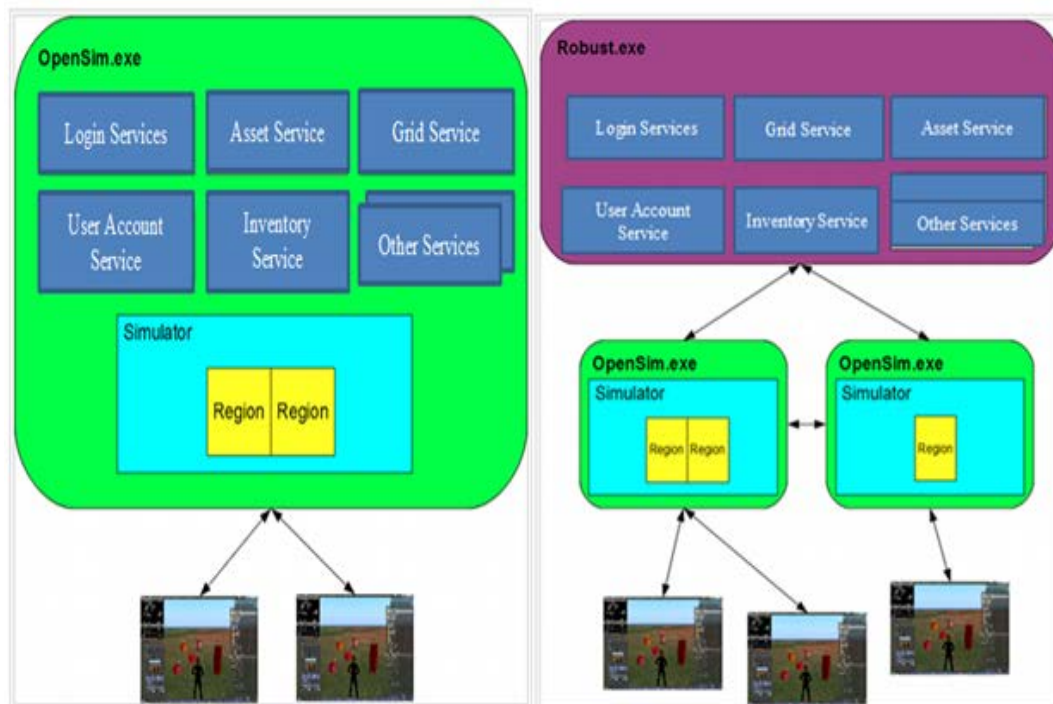 OpenSim.exe
Login Services
Asset Service
Grid Service
User Account
Service
Inventory
Service
Other Services
Simulator
Region
Region
Robust.exe
Login Services
Grid Service
Asset Service
User Account
Service
Inventory Service
Other Services
OpenSim.exe
Simulator
Region
Region
OpenSim.exe
Simulator
Region